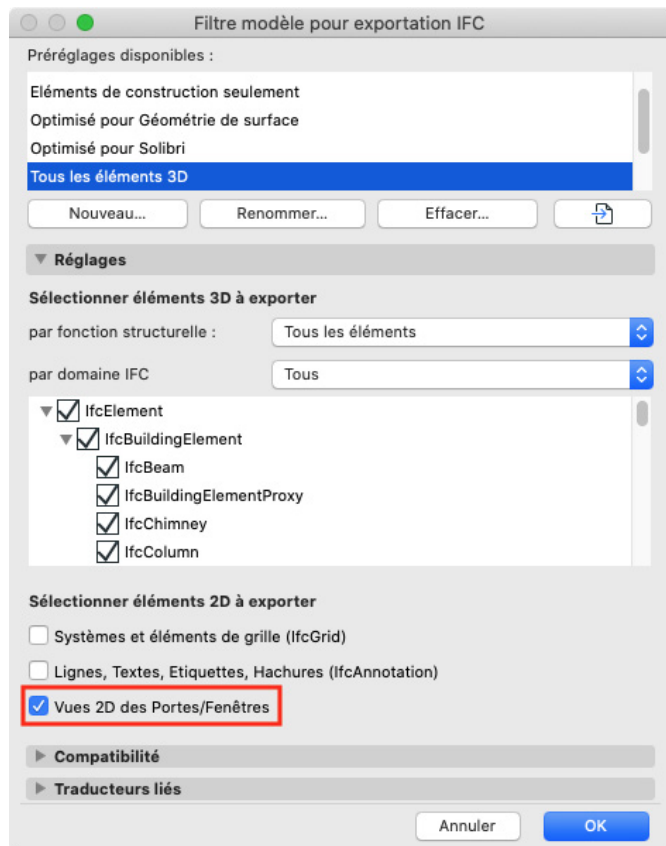 Filtre modèle pour exportation IFC
Préréglages disponibles :
Eléments de construction seulement
Optimisé pour Géométrie de surface
Optimisé pour Solibri
Tous les éléments 3D
Nouveau... Renommer... Effacer...
Réglages
Sélectionner éléments 3D à exporter
par fonction structurelle : Tous les éléments
par domaine IFC Tous
IfcElement
IfcBuildingElement
IfcBeam
IfcBuildingElementProxy
IfcChimney
IfcColumn
Sélectionner éléments 2D à exporter
Systèmes et éléments de grille (IfcGrid)
Lignes, Textes, Etiquettes, Hachures (IfcAnnotation)
Vues 2D des Portes/Fenêtres
Compatibilité
Traducteurs liés
Annuler OK